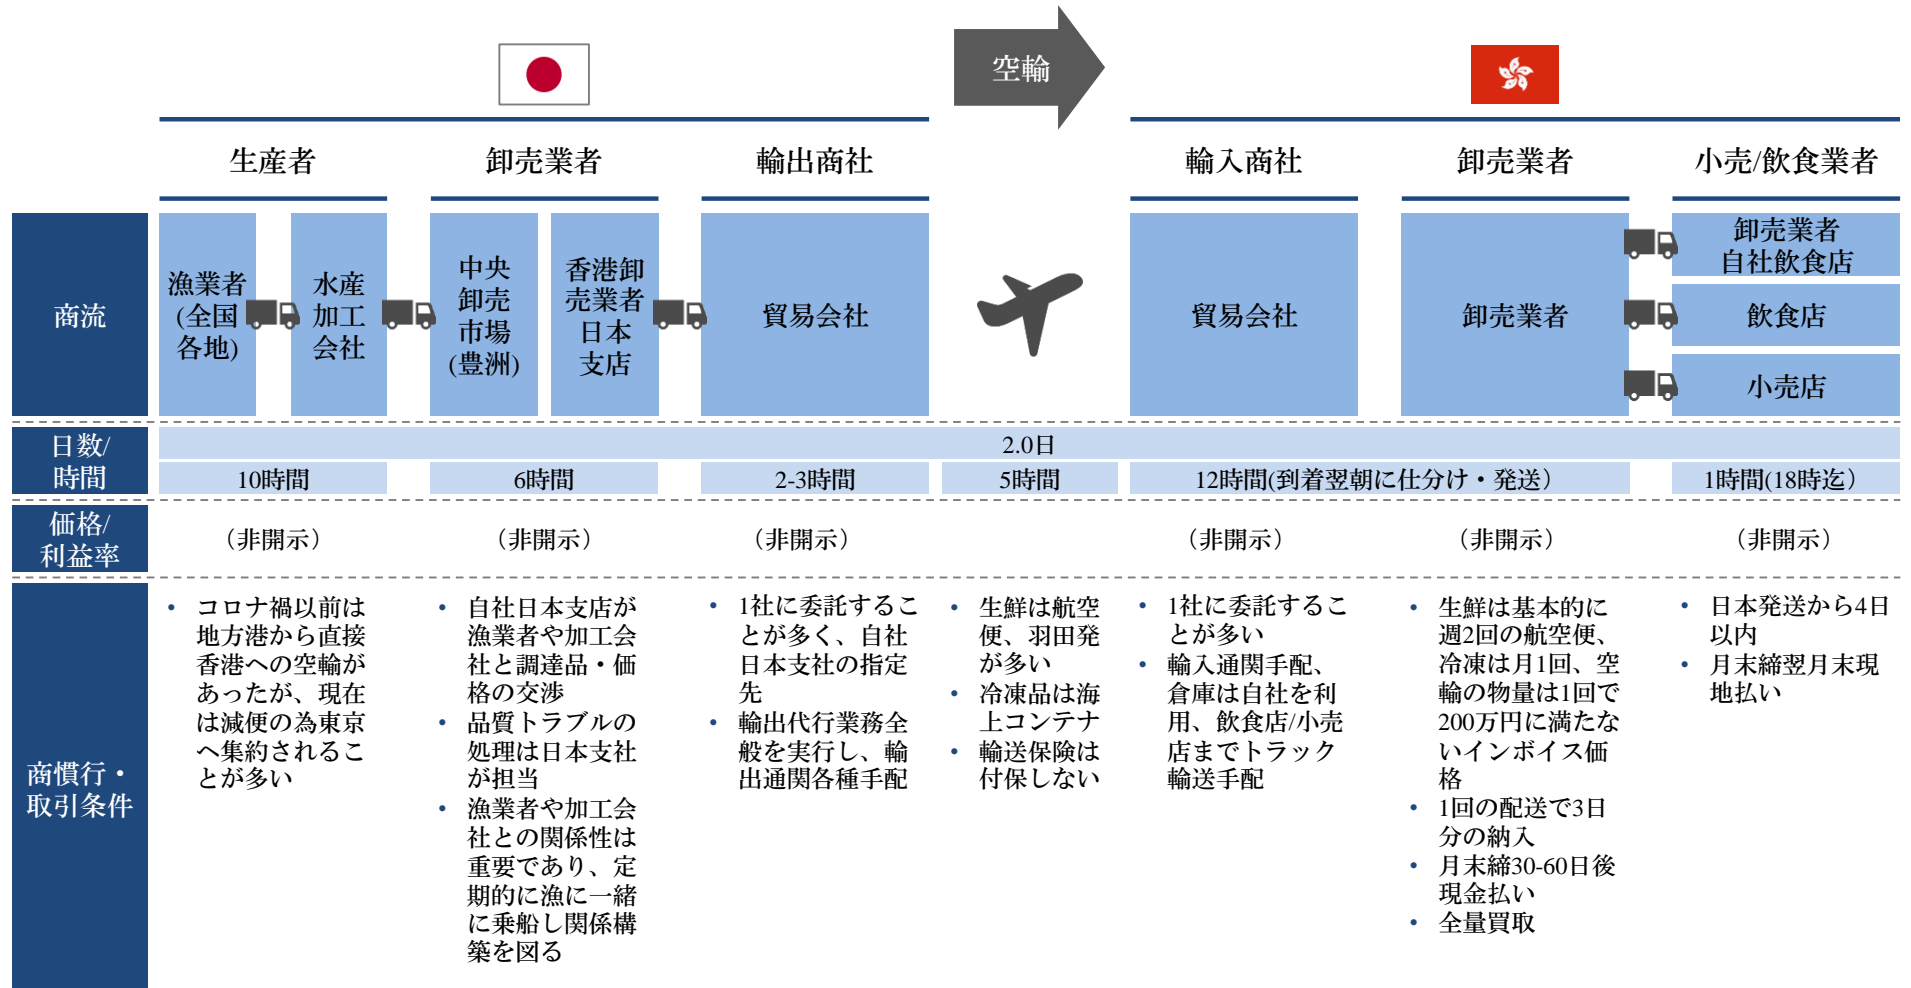 空輸
生産者
卸売業者
輸出商社
輸入商社
卸売業者
小売/飲食業者
商流
漁業者
(全国
各地)
水産
加工
会社
中央
卸売
市場
(豊洲)
香港卸
売業者
日本
支店
貿易会社
貿易会社
卸売業者
卸売業者
自社飲食店
飲食店
小売店
日数/
時間
2.0日
10時間
6時間
2-3時間
5時間
12時間(到着翌朝に仕分け・発送）
1時間(18時迄）
価格/
利益率
（非開示）
（非開示）
（非開示）
（非開示）
（非開示）
（非開示）
商慣行・
取引条件
• コロナ禍以前は
地方港から直接
香港への空輸が
あったが、現在
は減便の為東京
へ集約されるこ
とが多い
• 自社日本支店が
漁業者や加工会
社と調達品・価
格の交渉
• 品質トラブルの
処理は日本支社
が担当
• 漁業者や加工会
社との関係性は
重要であり、定
期的に漁に一緒
に乗船し関係構
築を図る
• 1社に委託するこ
とが多く、自社
日本支社の指定
先
• 輸出代行業務全
般を実行し、輸
出通関各種手配
• 生鮮は航空
便、羽田発
が多い
• 冷凍品は海
上コンテナ
• 輸送保険は
付保しない
• 1社に委託するこ
とが多い
• 輸入通関手配、
倉庫は自社を利
用、飲食店/小売
店までトラック
輸送手配
• 生鮮は基本的に
週2回の航空便、
冷凍は月1回、空
輸の物量は1回で
200万円に満たな
いインボイス価
格
• 1回の配送で3日
分の納入
• 月末締30-60日後
現金払い
• 全量買取
• 日本発送から4日
以内
• 月末締翌月末現
地払い